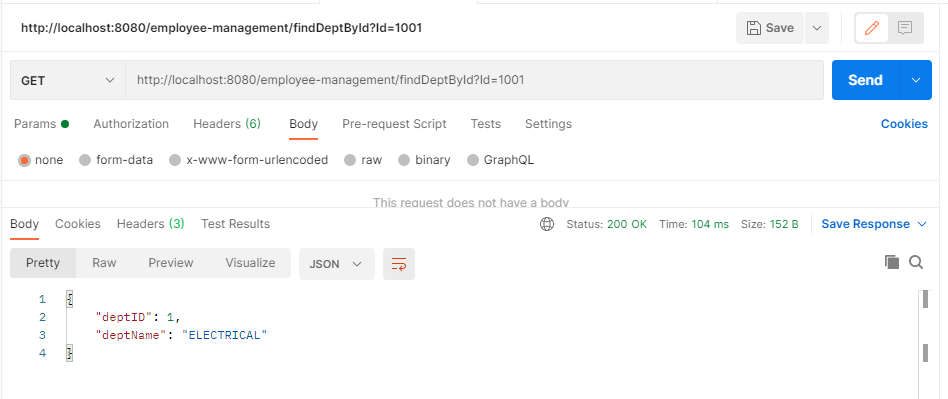 http://localhost:8080/employee-management/findDeptById?Id=1001 Save
GET http://localhost:8080/employee-management/findDeptById?Id=1001 Send
Params Authorization Headers (6) Body Pre-request Script Tests Settings Cookies
none form-data x-www-form-urlencoded raw binary GraphQL
This request does not have a body
Body Cookies Headers (3) Test Results Status: 200 OK Time: 104 ms Size: 152 B Save Response
Pretty Raw Preview Visualize JSON
1 {
2 "deptID": 1,
3 "deptName": "ELECTRICAL"
4 }